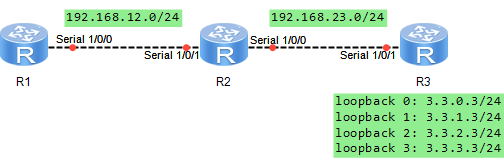 192.168.12.0/24
192.168.23.0/24
Serial 1/0/0
Serial 1/0/1
Serial 1/0/0
Serial 1/0/1
R
R
R
R1
R2
R3
loopback 0: 3.3.0.3/24
loopback 1: 3.3.1.3/24
loopback 2: 3.3.2.3/24
loopback 3: 3.3.3.3/24